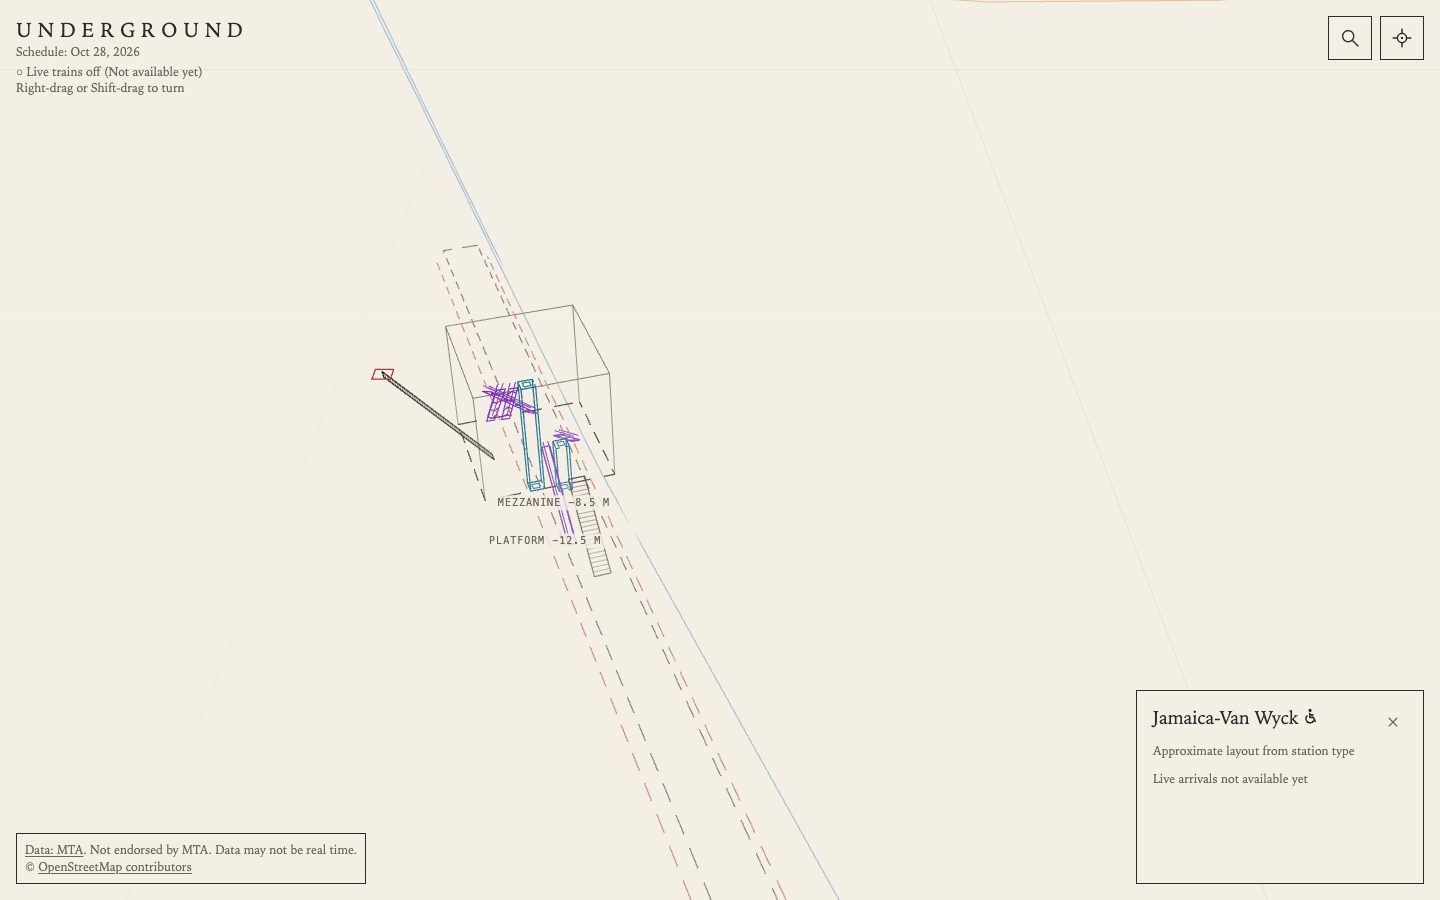 UNDERGROUND
Schedule: Oct 28, 2026
○ Live trains off (Not available yet)
Right-drag or Shift-drag to turn
MEZZANINE −8.5 M
PLATFORM −12.5 M
Jamaica-Van Wyck ♿
×
Approximate layout from station type
Live arrivals not available yet
Data: MTA. Not endorsed by MTA. Data may not be real time.
© OpenStreetMap contributors